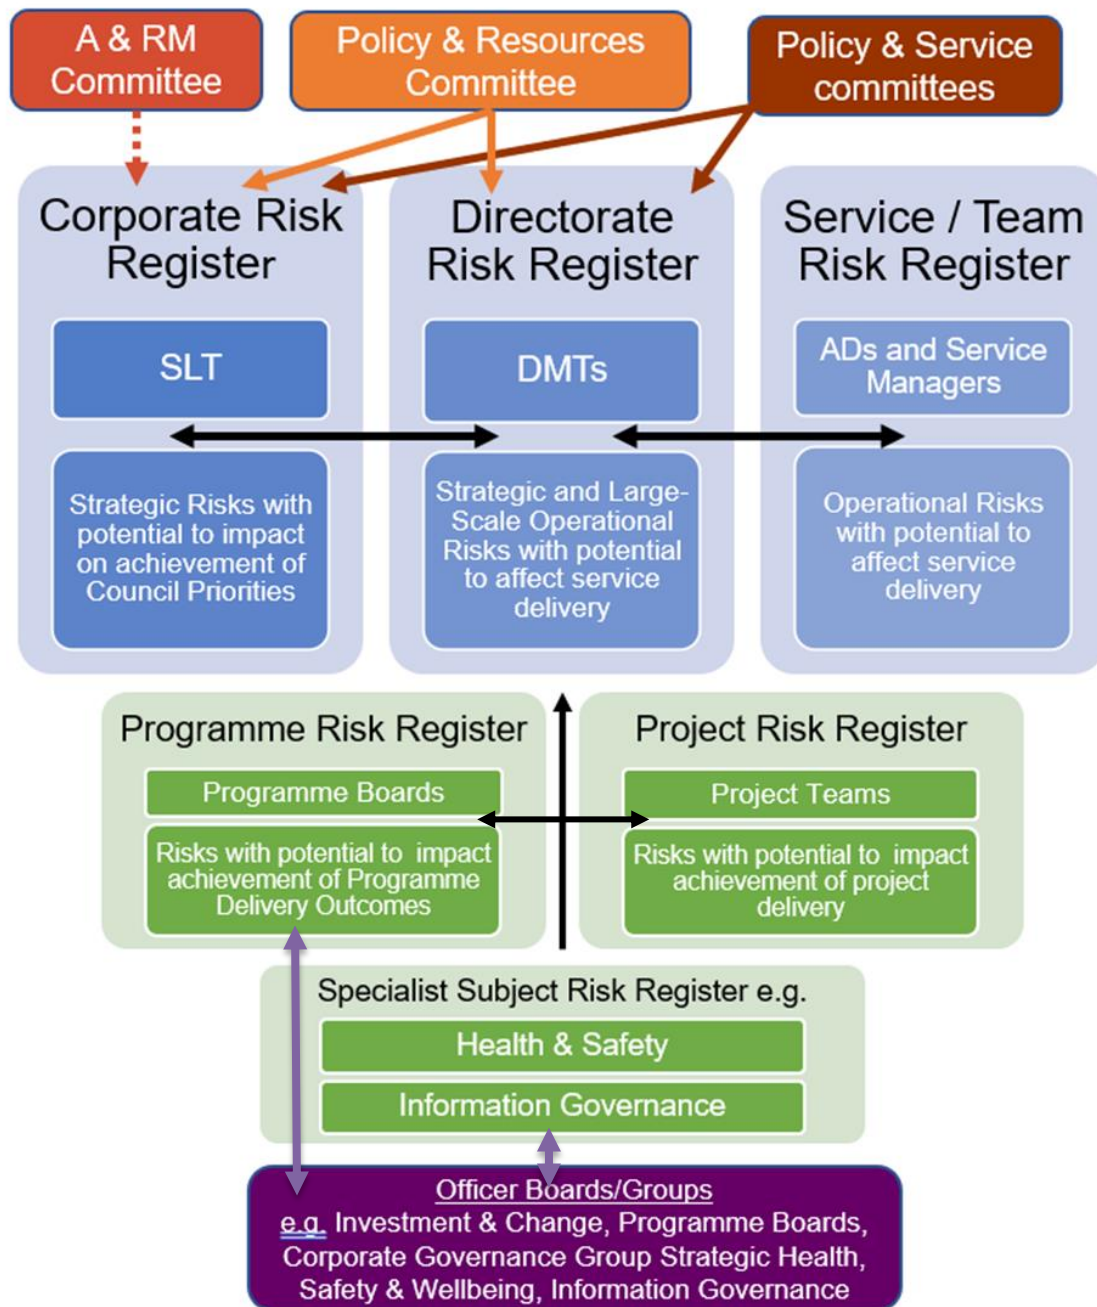 A & RM
Committee
Policy & Resources
Committee
Policy & Service
committees
Corporate Risk
Register
SLT
Strategic Risks with
potential to impact
on achievement of
Council Priorities
Directorate
Risk Register
DMTs
Strategic and Large-
Scale Operational
Risks with potential
to affect service
delivery
Service / Team
Risk Register
ADs and Service
Managers
Operational Risks
with potential to
affect service
delivery
Programme Risk Register
Programme Boards
Risks with potential to impact
achievement of Programme
Delivery Outcomes
Project Risk Register
Project Teams
Risks with potential to impact
achievement of project
delivery
Specialist Subject Risk Register e.g.
Health & Safety
Information Governance
Officer Boards/Groups
e.g. Investment & Change, Programme Boards,
Corporate Governance Group Strategic Health,
Safety & Wellbeing, Information Governance